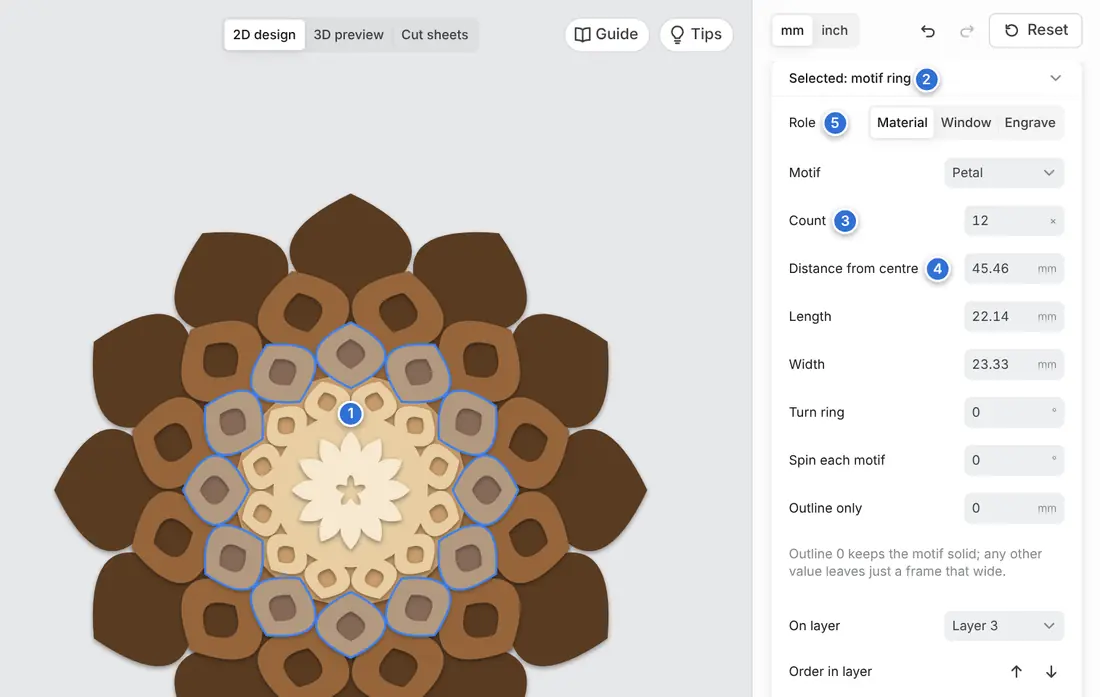 2D design 3D preview Cut sheets Guide Tips mm inch Reset
Selected: motif ring 2
Role 5 Material Window Engrave
Motif Petal
Count 3 12 ×
Distance from centre 4 45.46 mm
Length 22.14 mm
Width 23.33 mm
1
Turn ring 0 °
Spin each motif 0 °
Outline only 0 mm
Outline 0 keeps the motif solid; any other
value leaves just a frame that wide.
On layer Layer 3
Order in layer